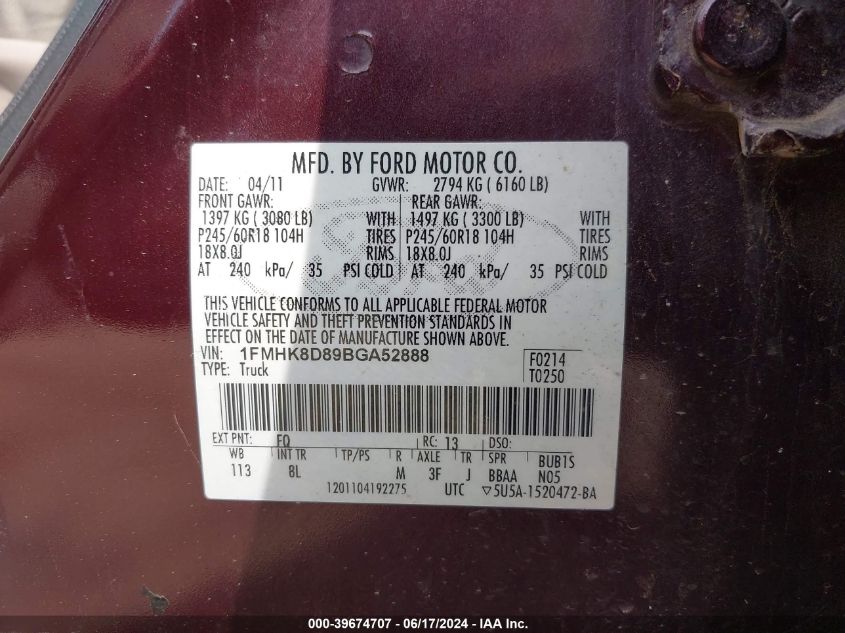 MFD. BY FORD MOTOR CO.
DATE: 04/11 GVWR: 2794 KG ( 6160 LB)
FRONT GAWR: REAR GAWR:
1397 KG ( 3080 LB) WITH 1497 KG ( 3300 LB) WITH
P245/60R18 104H TIRES P245/60R18 104H TIRES
18X8.0J RIMS 18X8.0J RIMS
AT 240 kPa/ 35 PSI COLD AT 240 kPa/ 35 PSI COLD
THIS VEHICLE CONFORMS TO ALL APPLICABLE FEDERAL MOTOR
VEHICLE SAFETY AND THEFT PREVENTION STANDARDS IN
EFFECT ON THE DATE OF MANUFACTURE SHOWN ABOVE.
VIN: 1FMHK8D89BGA52888 F0214
TYPE: Truck T0250
EXT PNT: FQ RC: 13 DSO:
WB INT TR TP/PS R AXLE TR SPR BUB1S
113 8L M 3F J BBAA N05
1201104192275 UTC ▽5U5A-1520472-BA
000-39674707 - 06/17/2024 - IAA Inc.